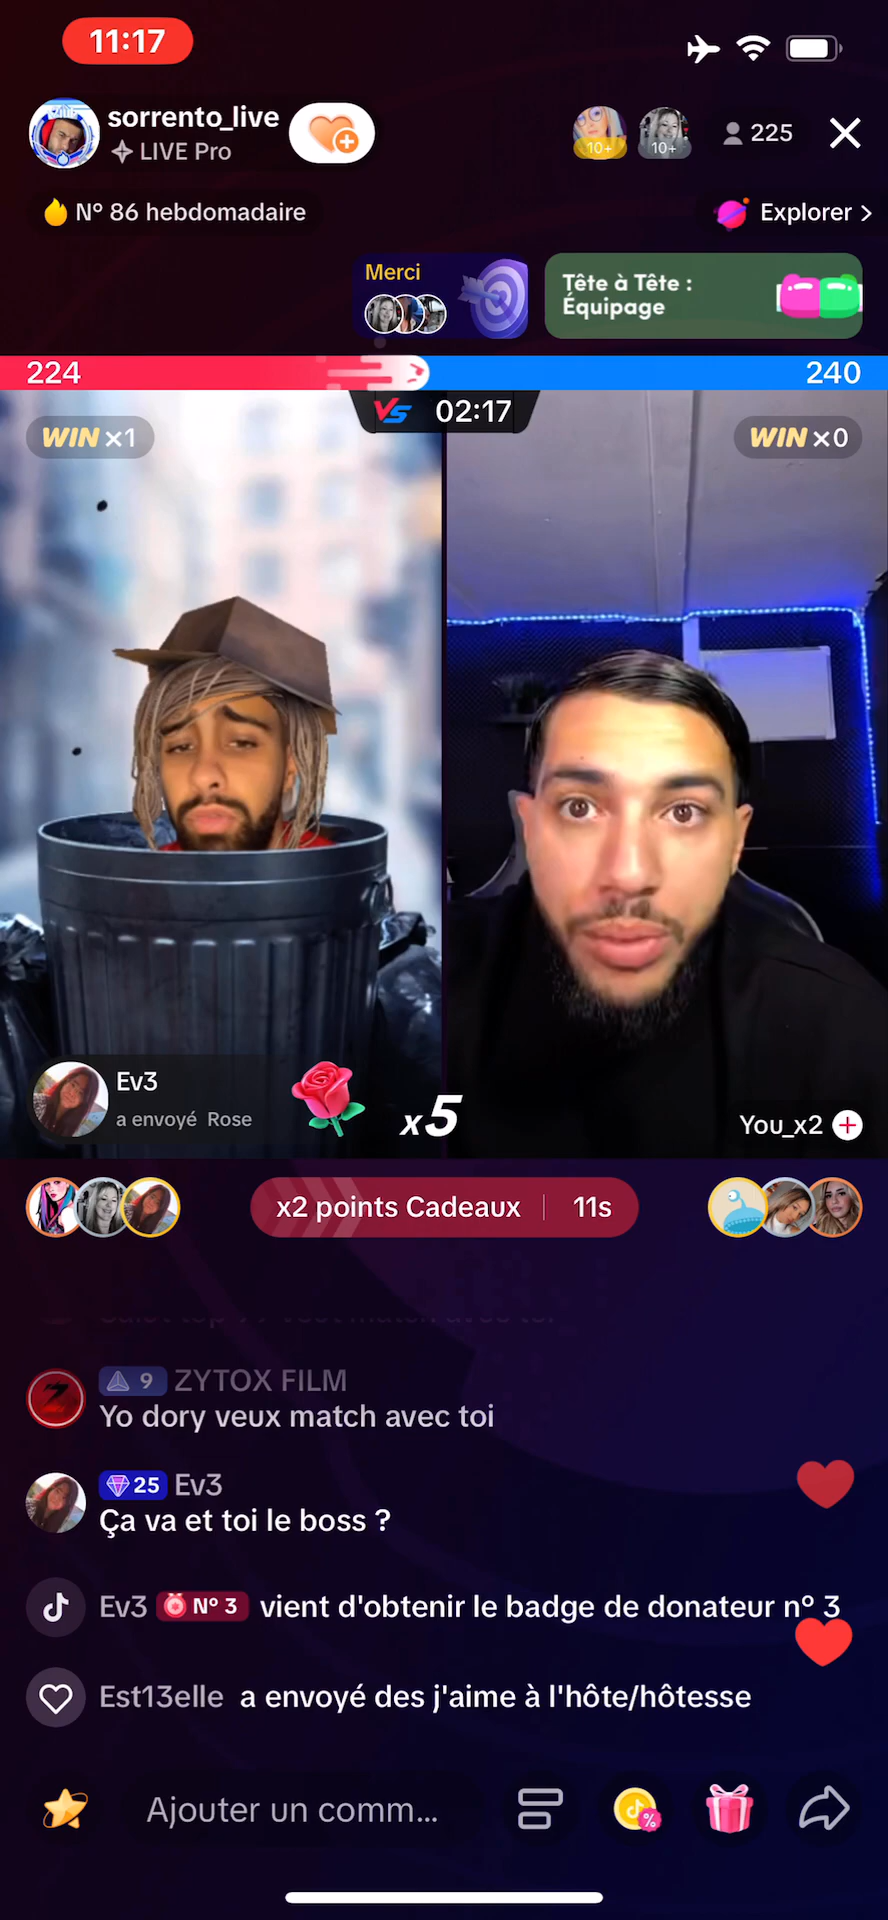 11:17
sorrento_live
LIVE Pro
10+
10+
225
N° 86 hebdomadaire
Explorer >
Merci
Tête à Tête :
Équipage
224
240
VS 02:17
WIN x1
WIN x0
Ev3
a envoyé Rose
x5
You_x2
x2 points Cadeaux
11s
9 ZYTOX FILM
Yo dory veux match avec toi
25 Ev3
Ça va et toi le boss ?
Ev3 N° 3 vient d'obtenir le badge de donateur n° 3
Est13elle a envoyé des j'aime à l'hôte/hôtesse
Ajouter un comm...